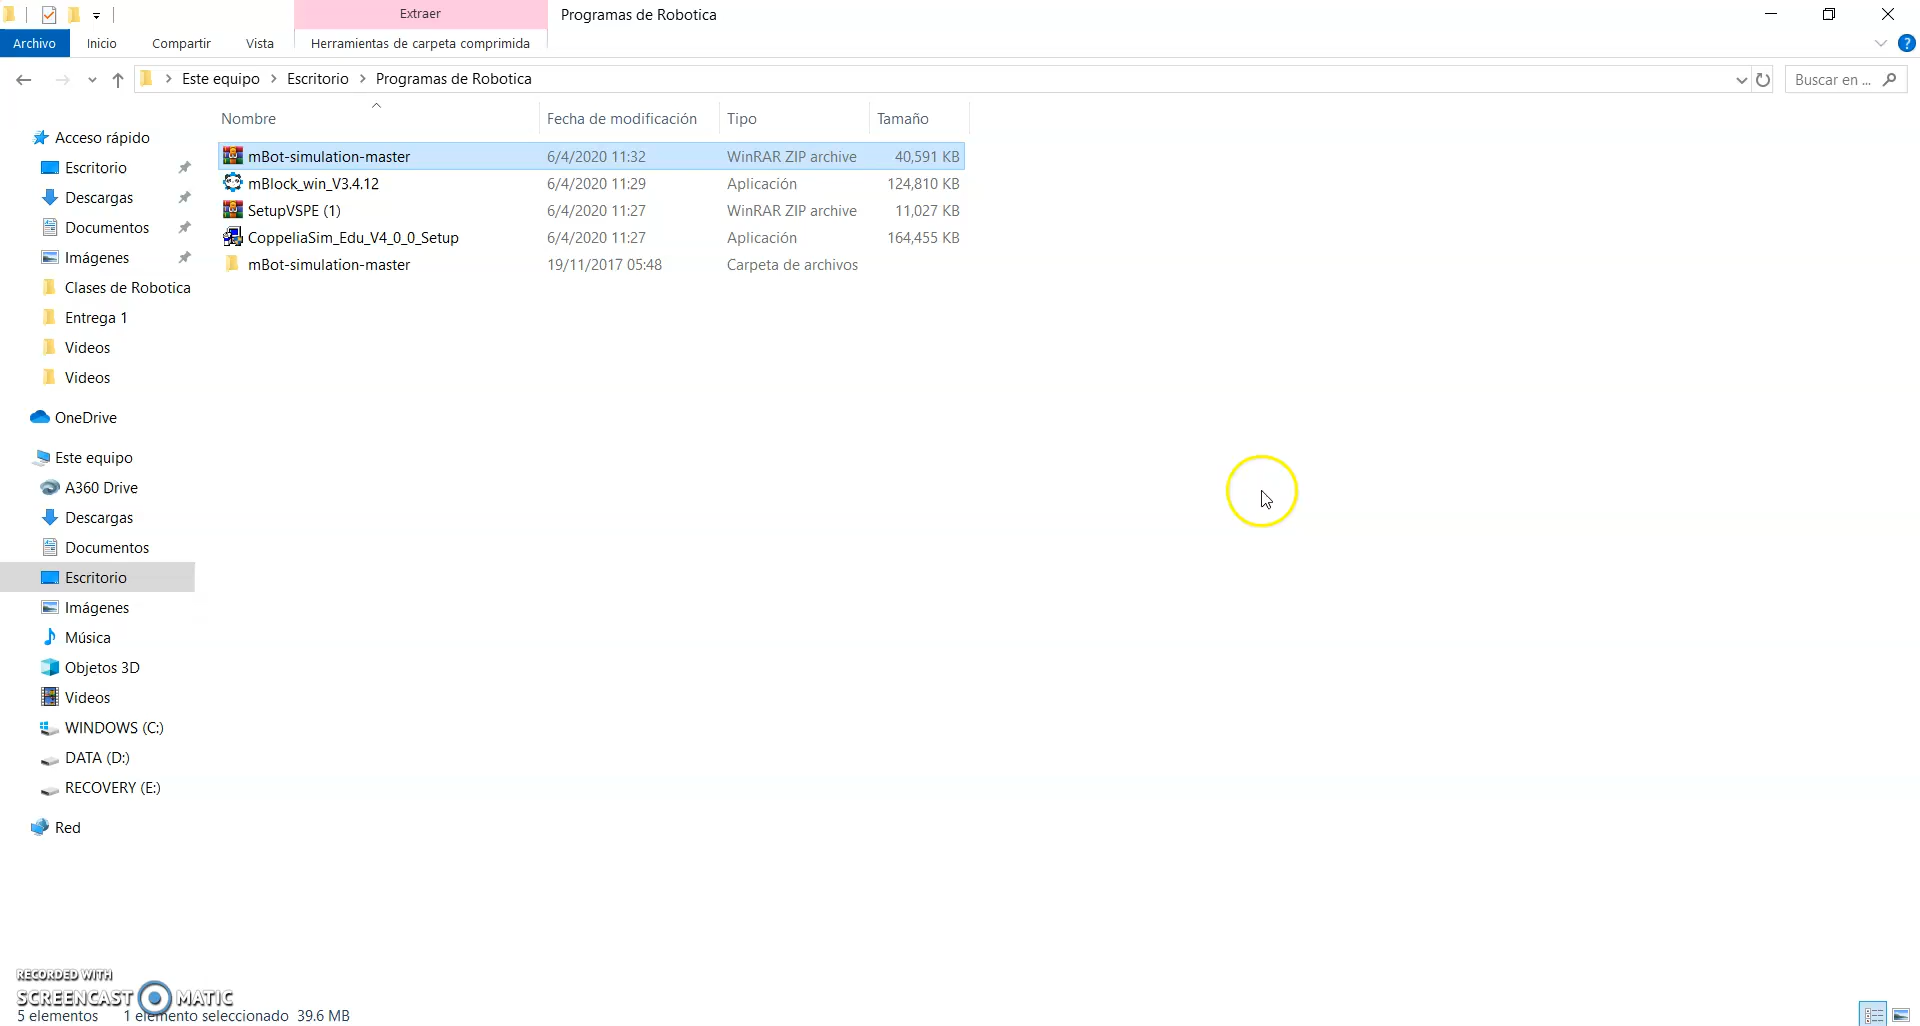 Extraer
Programas de Robotica
Archivo
Inicio
Compartir
Vista
Herramientas de carpeta comprimida
Este equipo > Escritorio > Programas de Robotica
Buscar en ...
Nombre
Fecha de modificación
Tipo
Tamaño
mBot-simulation-master 6/4/2020 11:32 WinRAR ZIP archive 40,591 KB
mBlock_win_V3.4.12 6/4/2020 11:29 Aplicación 124,810 KB
SetupVSPE (1) 6/4/2020 11:27 WinRAR ZIP archive 11,027 KB
CoppeliaSim_Edu_V4_0_0_Setup 6/4/2020 11:27 Aplicación 164,455 KB
mBot-simulation-master 19/11/2017 05:48 Carpeta de archivos
Acceso rápido
Escritorio
Descargas
Documentos
Imágenes
Clases de Robotica
Entrega 1
Videos
Videos
OneDrive
Este equipo
A360 Drive
Descargas
Documentos
Escritorio
Imágenes
Música
Objetos 3D
Videos
WINDOWS (C:)
DATA (D:)
RECOVERY (E:)
Red
RECORDED WITH
SCREENCAST MATIC
5 elementos 1 elemento seleccionado 39.6 MB